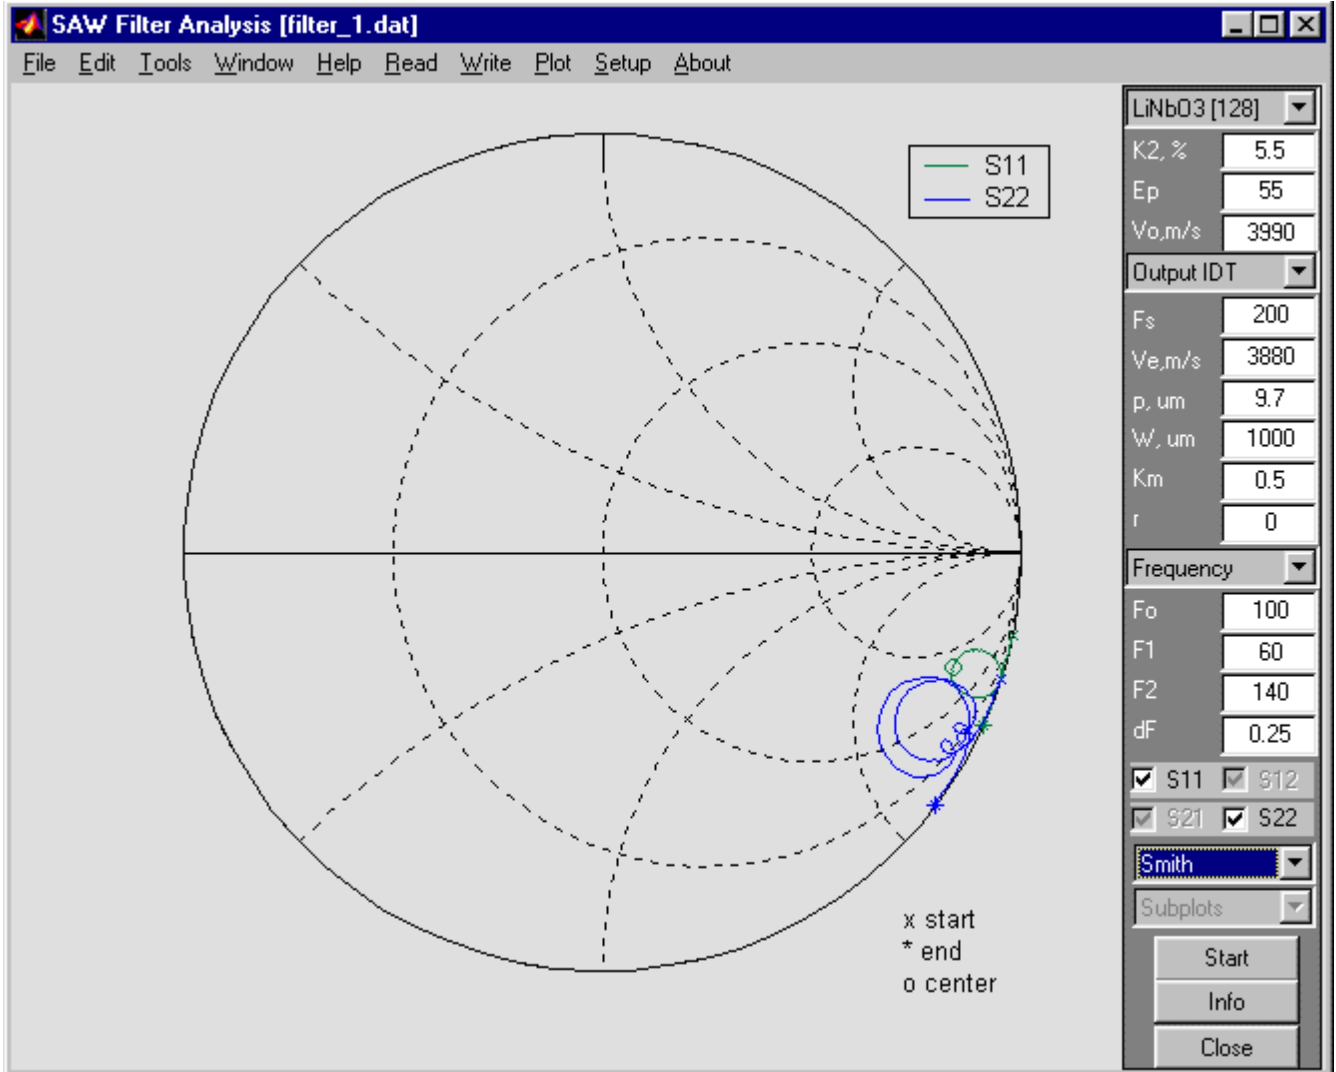 SAW Filter Analysis [filter_1.dat]
File Edit Tools Window Help Read Write Plot Setup About
S11
S22
x start
* end
o center
LiNbO3 [128]
K2, % 5.5
Ep 55
Vo,m/s 3990
Output IDT
Fs 200
Ve,m/s 3880
p, um 9.7
W, um 1000
Km 0.5
r 0
Frequency
Fo 100
F1 60
F2 140
dF 0.25
S11 S12
S21 S22
Smith
Subplots
Start
Info
Close